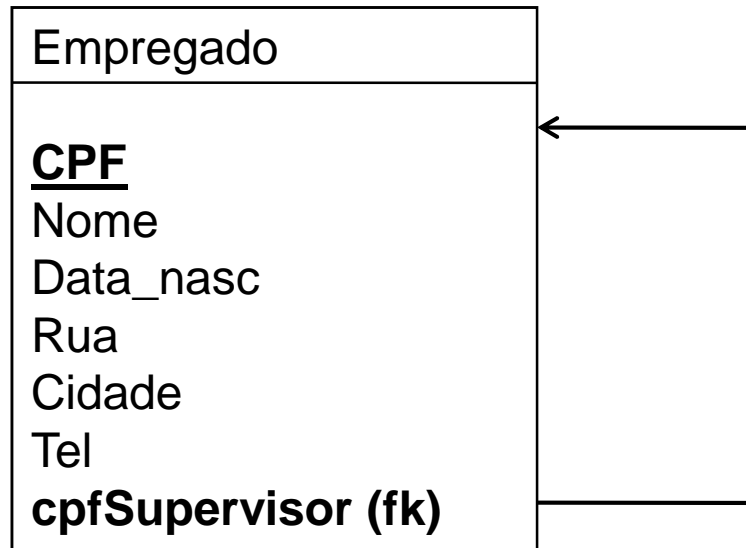 Empregado
CPF
Nome
Data_nasc
Rua
Cidade
Tel
cpfSupervisor (fk)